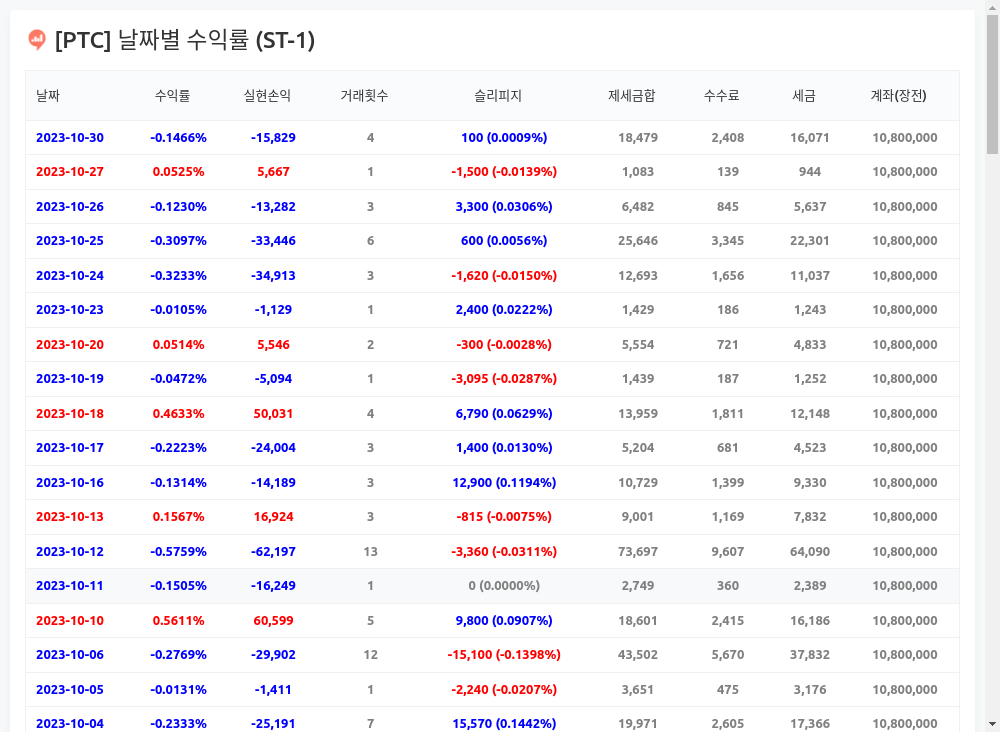 [PTC] 날짜별 수익률 (ST-1)
날짜 수익률 실현손익 거래횟수 슬리피지 제세금합 수수료 세금 계좌(장전)
2023-10-30 -0.1466% -15,829 4 100 (0.0009%) 18,479 2,408 16,071 10,800,000
2023-10-27 0.0525% 5,667 1 -1,500 (-0.0139%) 1,083 139 944 10,800,000
2023-10-26 -0.1230% -13,282 3 3,300 (0.0306%) 6,482 845 5,637 10,800,000
2023-10-25 -0.3097% -33,446 6 600 (0.0056%) 25,646 3,345 22,301 10,800,000
2023-10-24 -0.3233% -34,913 3 -1,620 (-0.0150%) 12,693 1,656 11,037 10,800,000
2023-10-23 -0.0105% -1,129 1 2,400 (0.0222%) 1,429 186 1,243 10,800,000
2023-10-20 0.0514% 5,546 2 -300 (-0.0028%) 5,554 721 4,833 10,800,000
2023-10-19 -0.0472% -5,094 1 -3,095 (-0.0287%) 1,439 187 1,252 10,800,000
2023-10-18 0.4633% 50,031 4 6,790 (0.0629%) 13,959 1,811 12,148 10,800,000
2023-10-17 -0.2223% -24,004 3 1,400 (0.0130%) 5,204 681 4,523 10,800,000
2023-10-16 -0.1314% -14,189 3 12,900 (0.1194%) 10,729 1,399 9,330 10,800,000
2023-10-13 0.1567% 16,924 3 -815 (-0.0075%) 9,001 1,169 7,832 10,800,000
2023-10-12 -0.5759% -62,197 13 -3,360 (-0.0311%) 73,697 9,607 64,090 10,800,000
2023-10-11 -0.1505% -16,249 1 0 (0.0000%) 2,749 360 2,389 10,800,000
2023-10-10 0.5611% 60,599 5 9,800 (0.0907%) 18,601 2,415 16,186 10,800,000
2023-10-06 -0.2769% -29,902 12 -15,100 (-0.1398%) 43,502 5,670 37,832 10,800,000
2023-10-05 -0.0131% -1,411 1 -2,240 (-0.0207%) 3,651 475 3,176 10,800,000
2023-10-04 -0.2333% -25,191 7 15,570 (0.1442%) 19,971 2,605 17,366 10,800,000